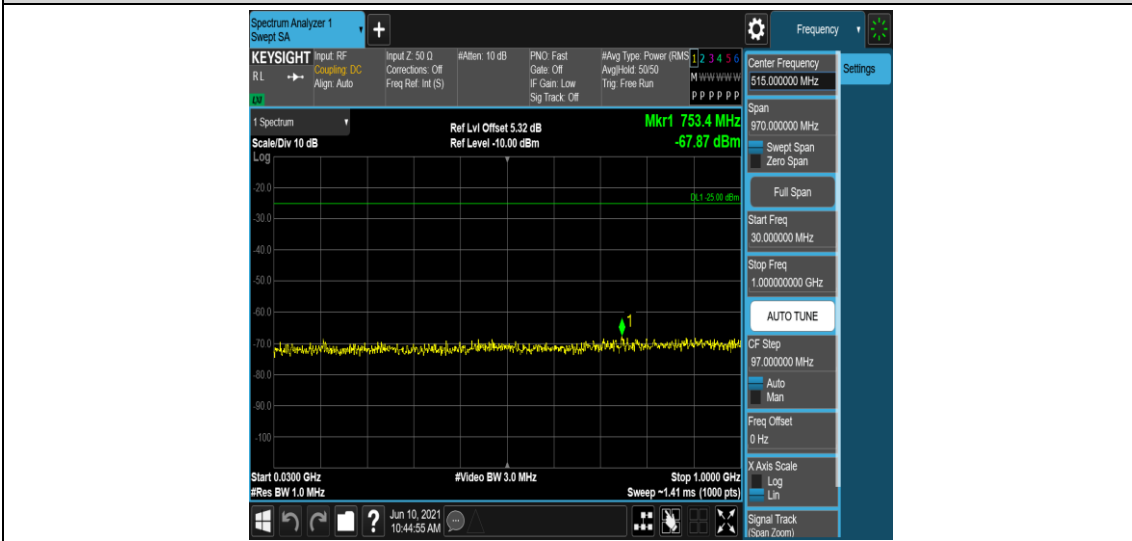 Spectrum Analyzer 1
Swept SA
+
Frequency
KEYSIGHT
RL
LXI
Input: RF
Coupling: DC
Align: Auto
Input Z: 50 Ω
Corrections: Off
Freq Ref: Int (S)
#Atten: 10 dB
PNO: Fast
Gate: Off
IF Gain: Low
Sig Track: Off
#Avg Type: Power (RMS
Avg|Hold: 50/50
Trig: Free Run
1 2 3 4 5 6
M W W W W W
P P P P P P
1 Spectrum
Scale/Div 10 dB
Log
Ref Lvl Offset 5.32 dB
Ref Level -10.00 dBm
Mkr1 753.4 MHz
-67.87 dBm
-20.0
DL1 -25.00 dBm
-30.0
-40.0
-50.0
-60.0
1
-70.0
-80.0
-90.0
-100
Start 0.0300 GHz
#Res BW 1.0 MHz
#Video BW 3.0 MHz
Stop 1.0000 GHz
Sweep ~1.41 ms (1000 pts)
?
Jun 10, 2021
10:44:55 AM
Center Frequency
515.000000 MHz
Settings
Span
970.000000 MHz
Swept Span
Zero Span
Full Span
Start Freq
30.000000 MHz
Stop Freq
1.000000000 GHz
AUTO TUNE
CF Step
97.000000 MHz
Auto
Man
Freq Offset
0 Hz
X Axis Scale
Log
Lin
Signal Track
(Span Zoom)